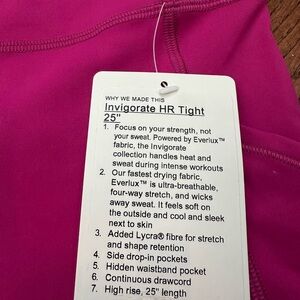 WHY WE MADE THIS
Invigorate HR Tight
25"
1. Focus on your strength, not
your sweat. Powered by Everlux™
fabric, the Invigorate
collection handles heat and
sweat during intense workouts
2. Our fastest drying fabric,
Everlux™ is ultra-breathable,
four-way stretch, and wicks
away sweat. It feels soft on
the outside and cool and sleek
next to skin
3. Added Lycra® fibre for stretch
and shape retention
4. Side drop-in pockets
5. Hidden waistband pocket
6. Continuous drawcord
7. High rise, 25" length